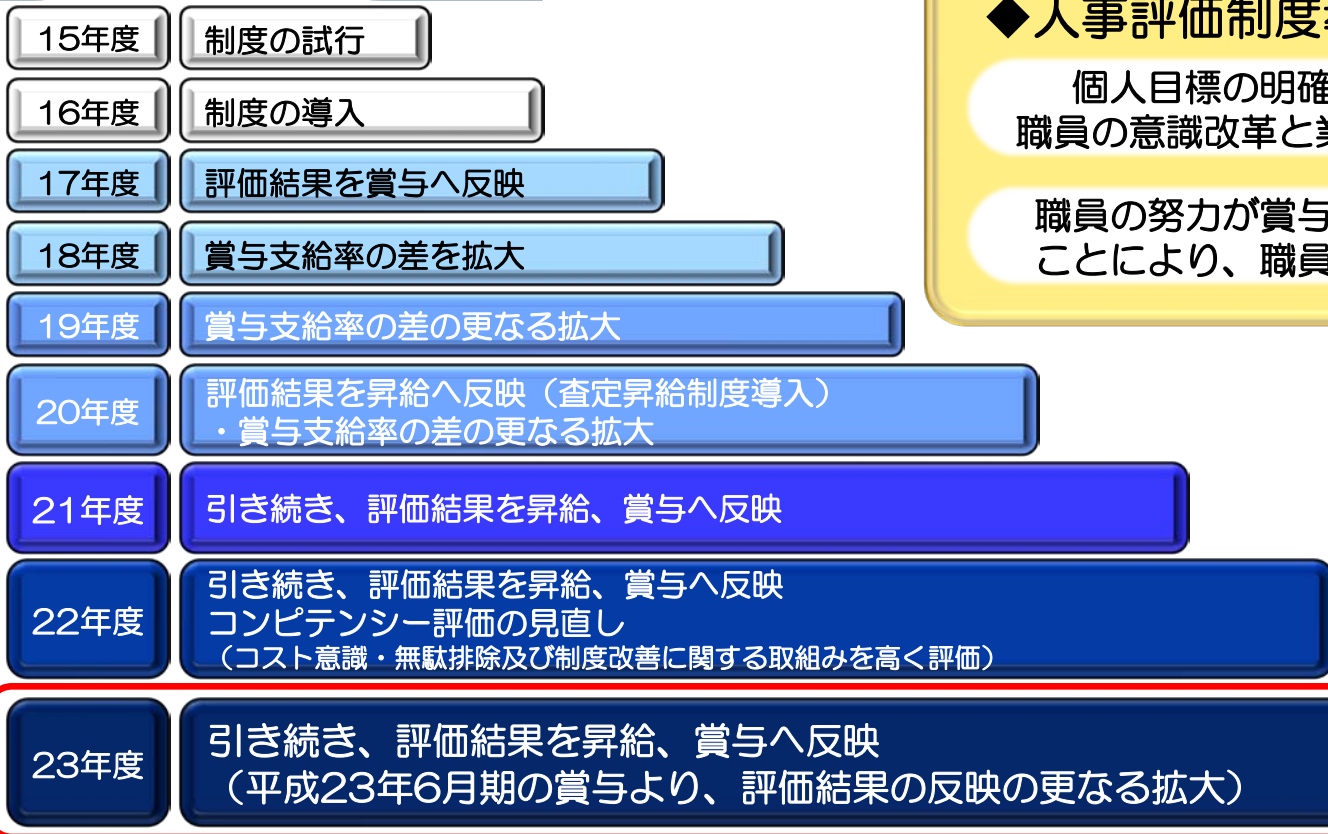 15年度 制度の試行
16年度 制度の導入
17年度 評価結果を賞与へ反映
18年度 賞与支給率の差を拡大
19年度 賞与支給率の差の更なる拡大
20年度 評価結果を昇給へ反映（査定昇給制度導入）
・賞与支給率の差の更なる拡大
21年度 引き続き、評価結果を昇給、賞与へ反映
22年度 引き続き、評価結果を昇給、賞与へ反映
コンピテンシー評価の見直し
（コスト意識・無駄排除及び制度改善に関する取組みを高く評価）
23年度 引き続き、評価結果を昇給、賞与へ反映
（平成23年6月期の賞与より、評価結果の反映の更なる拡大）
◆人事評価制度
個人目標の明確
職員の意識改革と
職員の努力が賞与
ことにより、職員